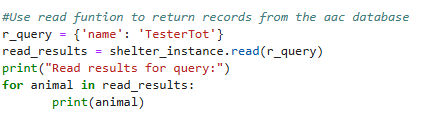 #Use read funtion to return records from the aac database
r_query = {'name': 'TesterTot'}
read_results = shelter_instance.read(r_query)
print("Read results for query:")
for animal in read_results:
        print(animal)